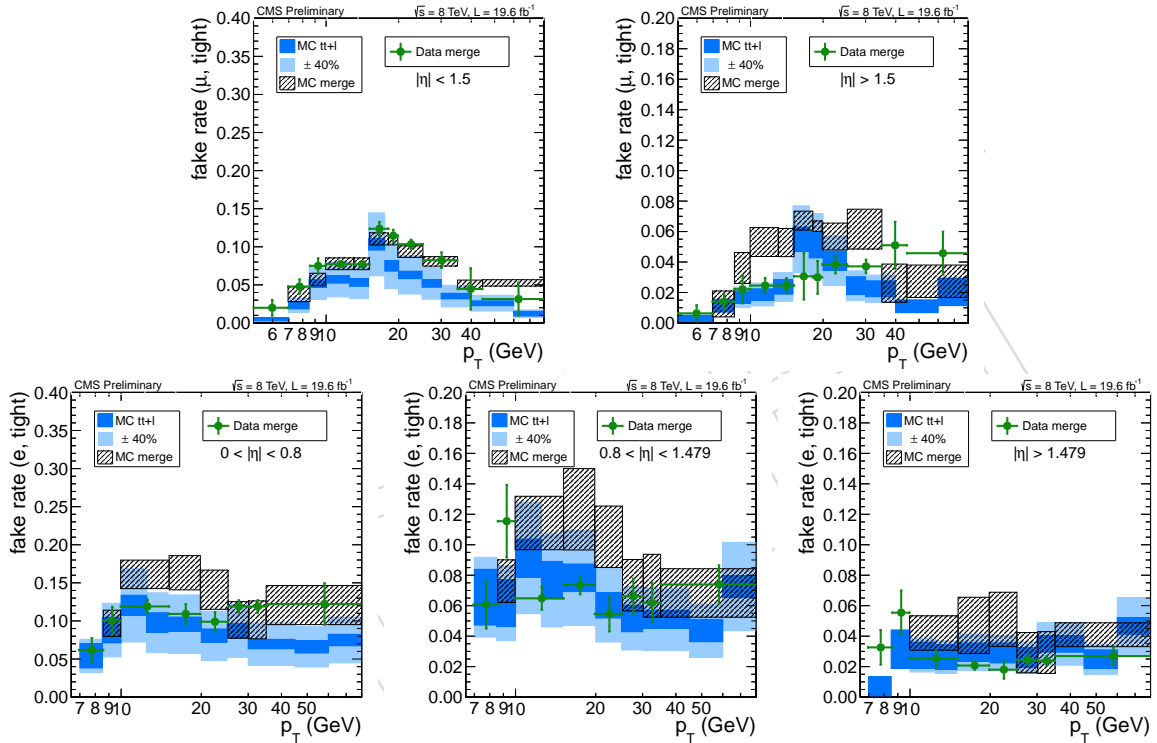 CMS Preliminary √s = 8 TeV, L = 19.6 fb⁻¹
fake rate (μ, tight)
0.40
0.35
0.30
0.25
0.20
0.15
0.10
0.05
0.00
MC tt+l
± 40%
MC merge
Data merge
|η| < 1.5
6 7 8 9 10 20 30 40
p_T (GeV)
CMS Preliminary √s = 8 TeV, L = 19.6 fb⁻¹
fake rate (μ, tight)
0.20
0.18
0.16
0.14
0.12
0.10
0.08
0.06
0.04
0.02
0.00
MC tt+l
± 40%
MC merge
Data merge
|η| > 1.5
6 7 8 9 10 20 30 40
p_T (GeV)
CMS Preliminary √s = 8 TeV, L = 19.6 fb⁻¹
fake rate (e, tight)
0.40
0.35
0.30
0.25
0.20
0.15
0.10
0.05
0.00
MC tt+l
± 40%
MC merge
Data merge
0 < |η| < 0.8
7 8 9 10 20 30 40
p_T (GeV)
CMS Preliminary √s = 8 TeV, L = 19.6 fb⁻¹
fake rate (e, tight)
0.20
0.18
0.16
0.14
0.12
0.10
0.08
0.06
0.04
0.02
0.00
MC tt+l
± 40%
MC merge
Data merge
0.8 < |η| < 1.479
7 8 9 10 20 30 40
p_T (GeV)
CMS Preliminary √s = 8 TeV, L = 19.6 fb⁻¹
fake rate (e, tight)
0.20
0.18
0.16
0.14
0.12
0.10
0.08
0.06
0.04
0.02
0.00
MC tt+l
± 40%
MC merge
Data merge
|η| > 1.479
7 8 9 10 20 30 40
p_T (GeV)